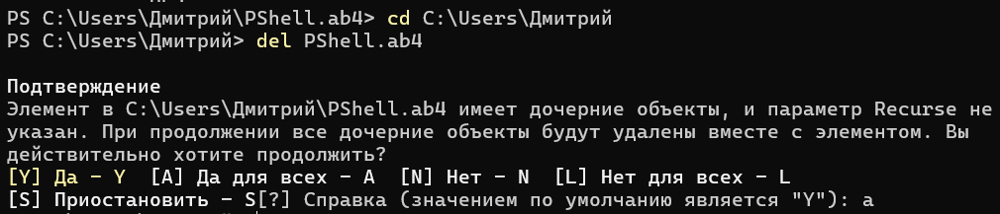 PS C:\Users\Дмитрий\PShell.ab4> cd C:\Users\Дмитрий
PS C:\Users\Дмитрий> del PShell.ab4
Подтверждение
Элемент в C:\Users\Дмитрий\PShell.ab4 имеет дочерние объекты, и параметр Recurse не
указан. При продолжении все дочерние объекты будут удалены вместе с элементом. Вы
действительно хотите продолжить?
[Y] Да - Y  [A] Да для всех - A  [N] Нет - N  [L] Нет для всех - L
[S] Приостановить - S[?] Справка (значением по умолчанию является "Y"): a